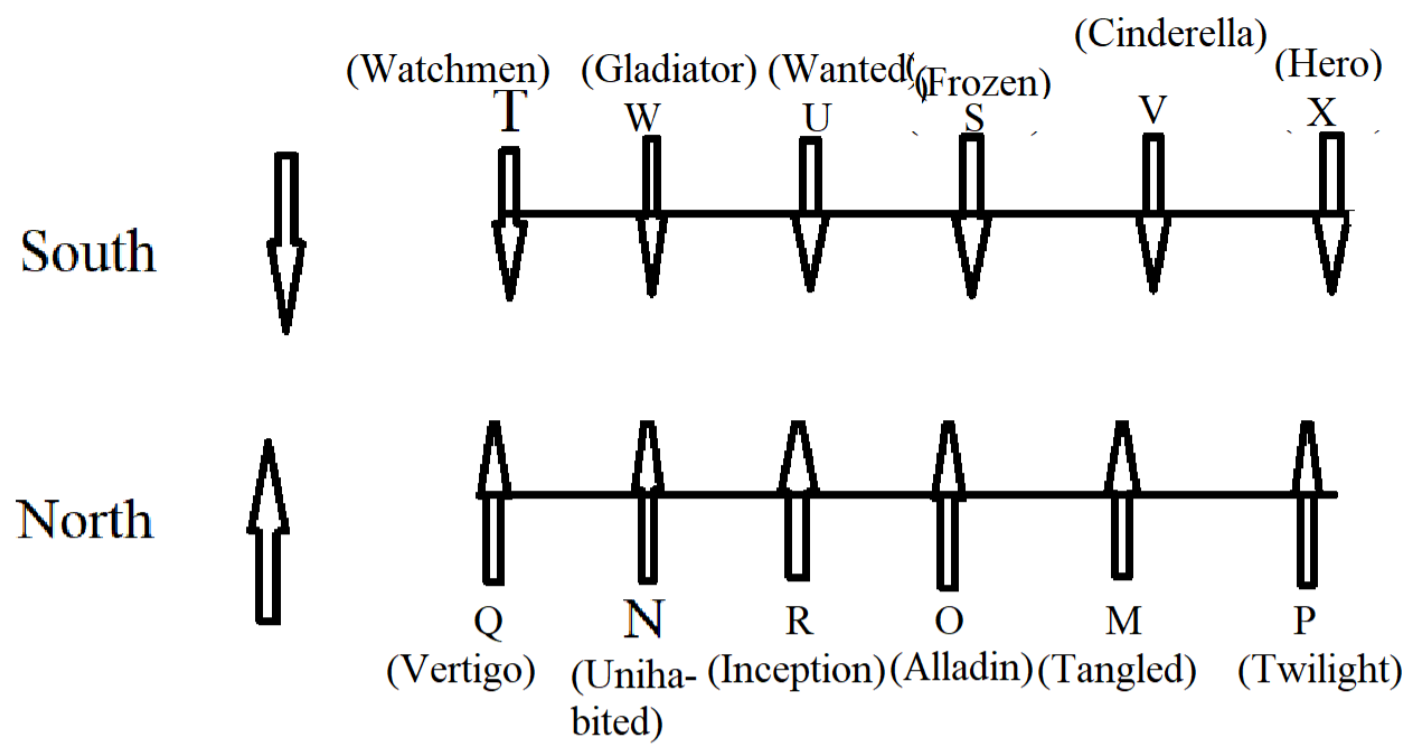 (Cinderella)
(Watchmen) (Gladiator) (Wanted) (Frozen) (Hero)
T W U S V X
South
North
Q N R O M P
(Vertigo) (Uniha- (Inception) (Alladin) (Tangled) (Twilight)
bited)